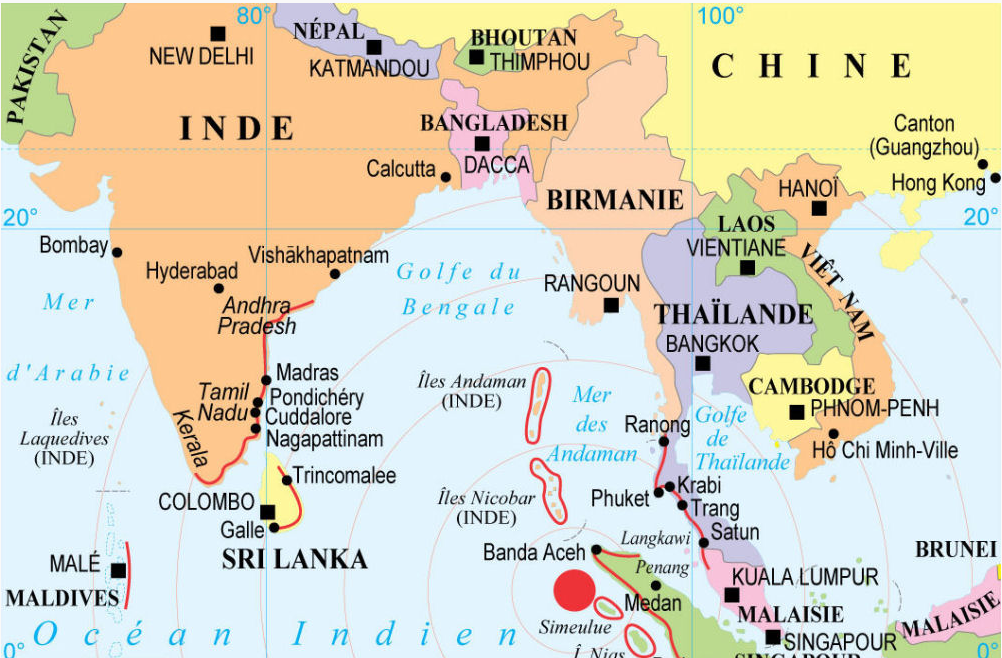 80°
100°
PAKISTAN
NEW DELHI
NÉPAL
KATMANDOU
BHOUTAN
THIMPHOU
CHINE
INDE
BANGLADESH
DACCA
Calcutta
Canton
(Guangzhou)
Hong Kong
BIRMANIE
HANOÏ
20°
20°
LAOS
VIENTIANE
VIÊT NAM
Bombay
Hyderabad
Vishākhapatnam
Golfe du
Bengale
RANGOUN
Mer
d'Arabie
Andhra
Pradesh
THAÏLANDE
BANGKOK
Madras
Tamil
Nadu
Pondichéry
Cuddalore
Nagapattinam
Kerala
Îles
Laquedives
(INDE)
Îles Andaman
(INDE)
Mer
des
Andaman
CAMBODGE
PHNOM-PENH
Ranong
Golfe
de
Thaïlande
Hô Chi Minh-Ville
Trincomalee
COLOMBO
Galle
SRI LANKA
Îles Nicobar
(INDE)
Phuket
Krabi
Trang
Satun
Langkawi
Banda Aceh
Penang
BRUNEI
MALÉ
MALDIVES
KUALA LUMPUR
Medan
MALAISIE
MALAISIE
Simeulue
SINGAPOUR
SINGAPOUR
Î. Nias
0°
Océan Indien
0°